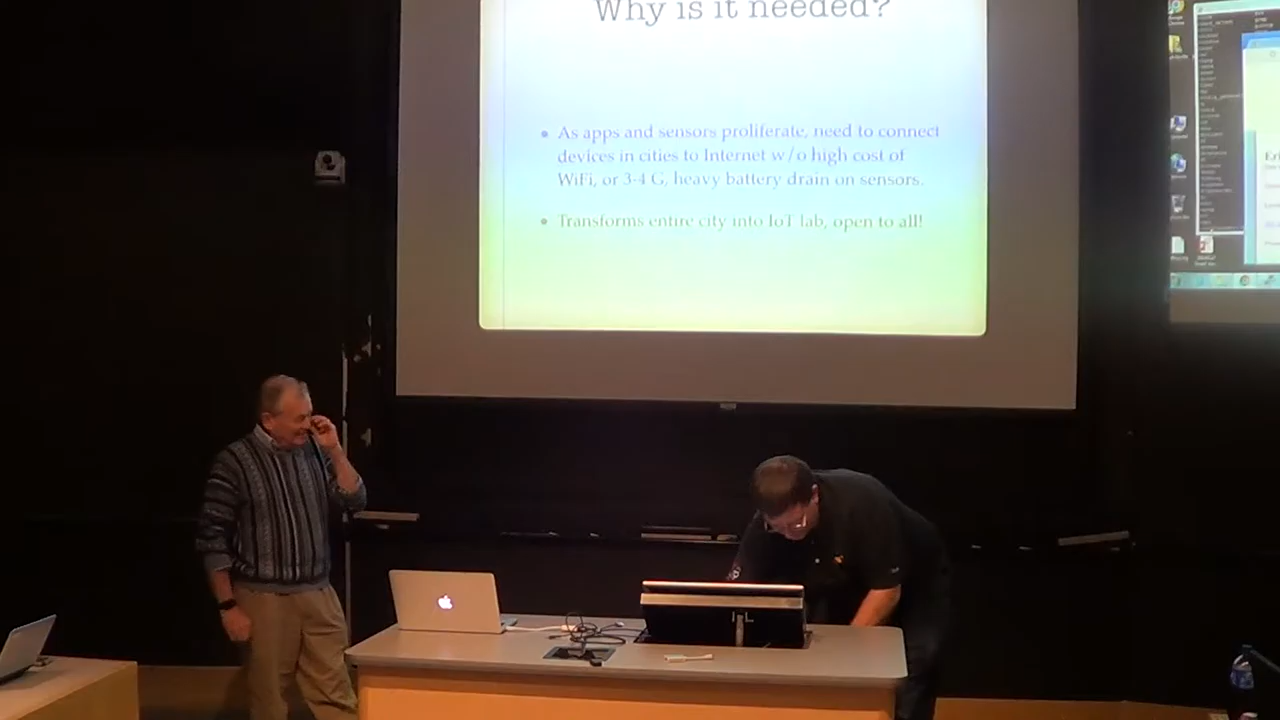 Why is it needed?
• As apps and sensors proliferate, need to connect
devices in cities to Internet w/o high cost of
WiFi, or 3-4 G, heavy battery drain on sensors.
• Transforms entire city into IoT lab, open to all!